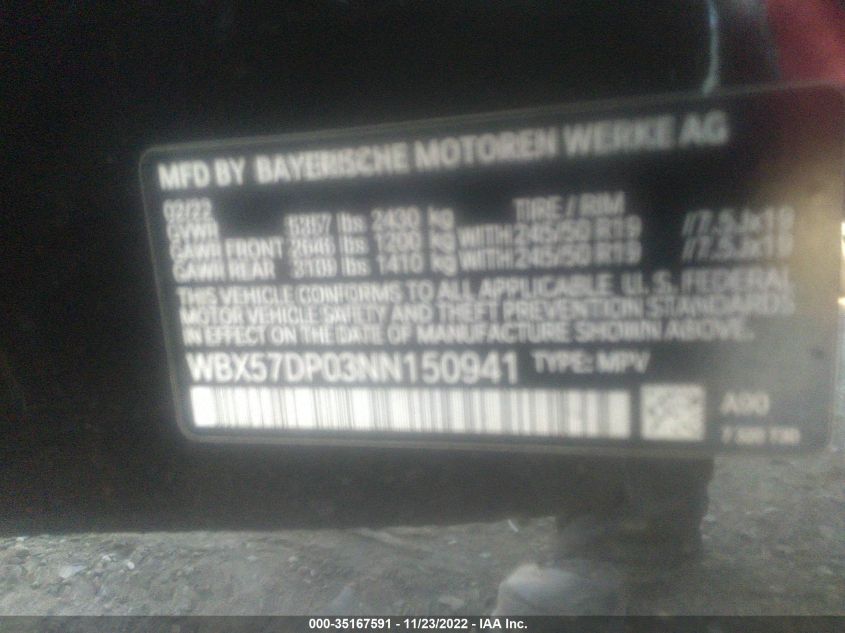 MFD BY BAYERISCHE MOTOREN WERKE AG
02/22 TIRE / RIM
GVWR 5357 lbs 2430 kg
GAWR FRONT 2646 lbs 1200 kg WITH 245/50 R19 //7.5Jx19
GAWR REAR 3109 lbs 1410 kg WITH 245/50 R19 //7.5Jx19
THIS VEHICLE CONFORMS TO ALL APPLICABLE U. S. FEDERAL
MOTOR VEHICLE SAFETY AND THEFT PREVENTION STANDARDS
IN EFFECT ON THE DATE OF MANUFACTURE SHOWN ABOVE.
WBX57DP03NN150941 TYPE: MPV
A90
000-35167591 - 11/23/2022 - IAA Inc.